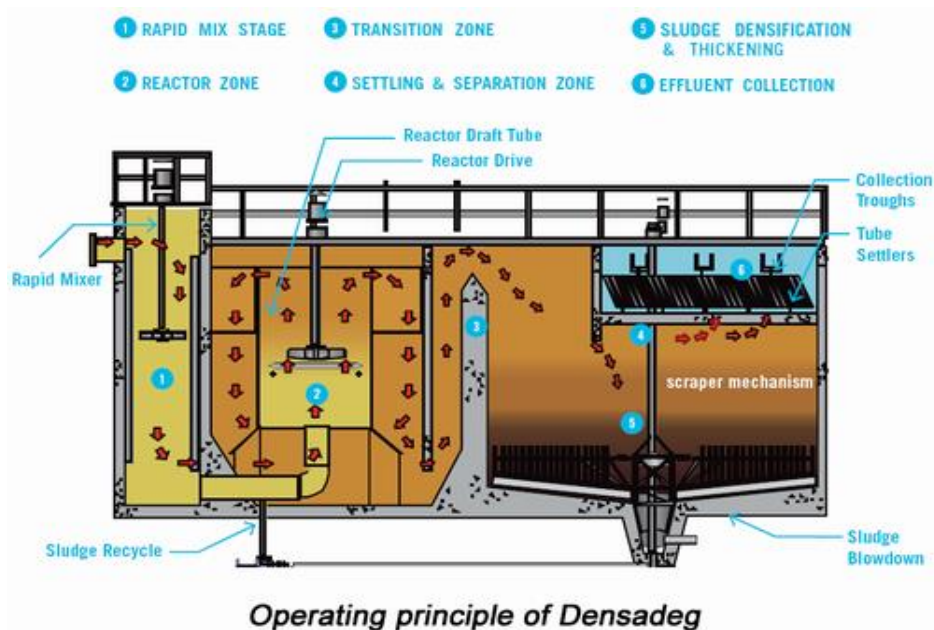 1 RAPID MIX STAGE
2 REACTOR ZONE
3 TRANSITION ZONE
4 SETTLING & SEPARATION ZONE
5 SLUDGE DENSIFICATION
& THICKENING
6 EFFLUENT COLLECTION
Reactor Draft Tube
Reactor Drive
Collection
Troughs
Tube
Settlers
Rapid Mixer
6
3
4
1
2
scraper mechanism
5
Sludge Recycle
Sludge
Blowdown
Operating principle of Densadeg